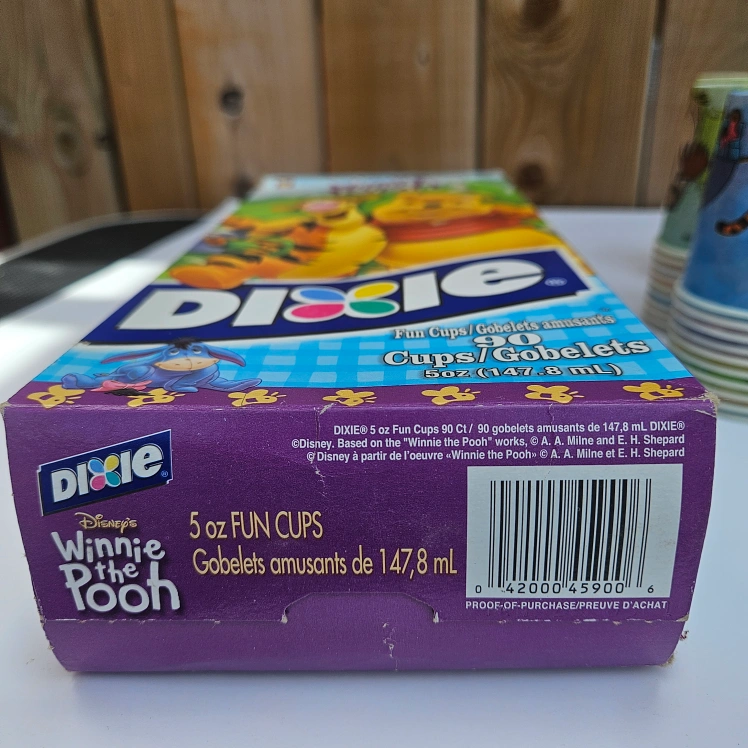 DIXIE®
Fun Cups/Gobelets amusants
90
Cups/Gobelets
5oz (147.8 mL)
DIXIE® 5 oz Fun Cups 90 Ct / 90 gobelets amusants de 147,8 mL DIXIE®
©Disney. Based on the "Winnie the Pooh" works, © A. A. Milne and E. H. Shepard
©Disney à partir de l'oeuvre «Winnie the Pooh» © A. A. Milne et E. H. Shepard
DIXIE®
DISNEY'S
Winnie
the
Pooh
5 oz FUN CUPS
Gobelets amusants de 147,8 mL
0 42000 45900 6
PROOF-OF-PURCHASE/PREUVE D'ACHAT